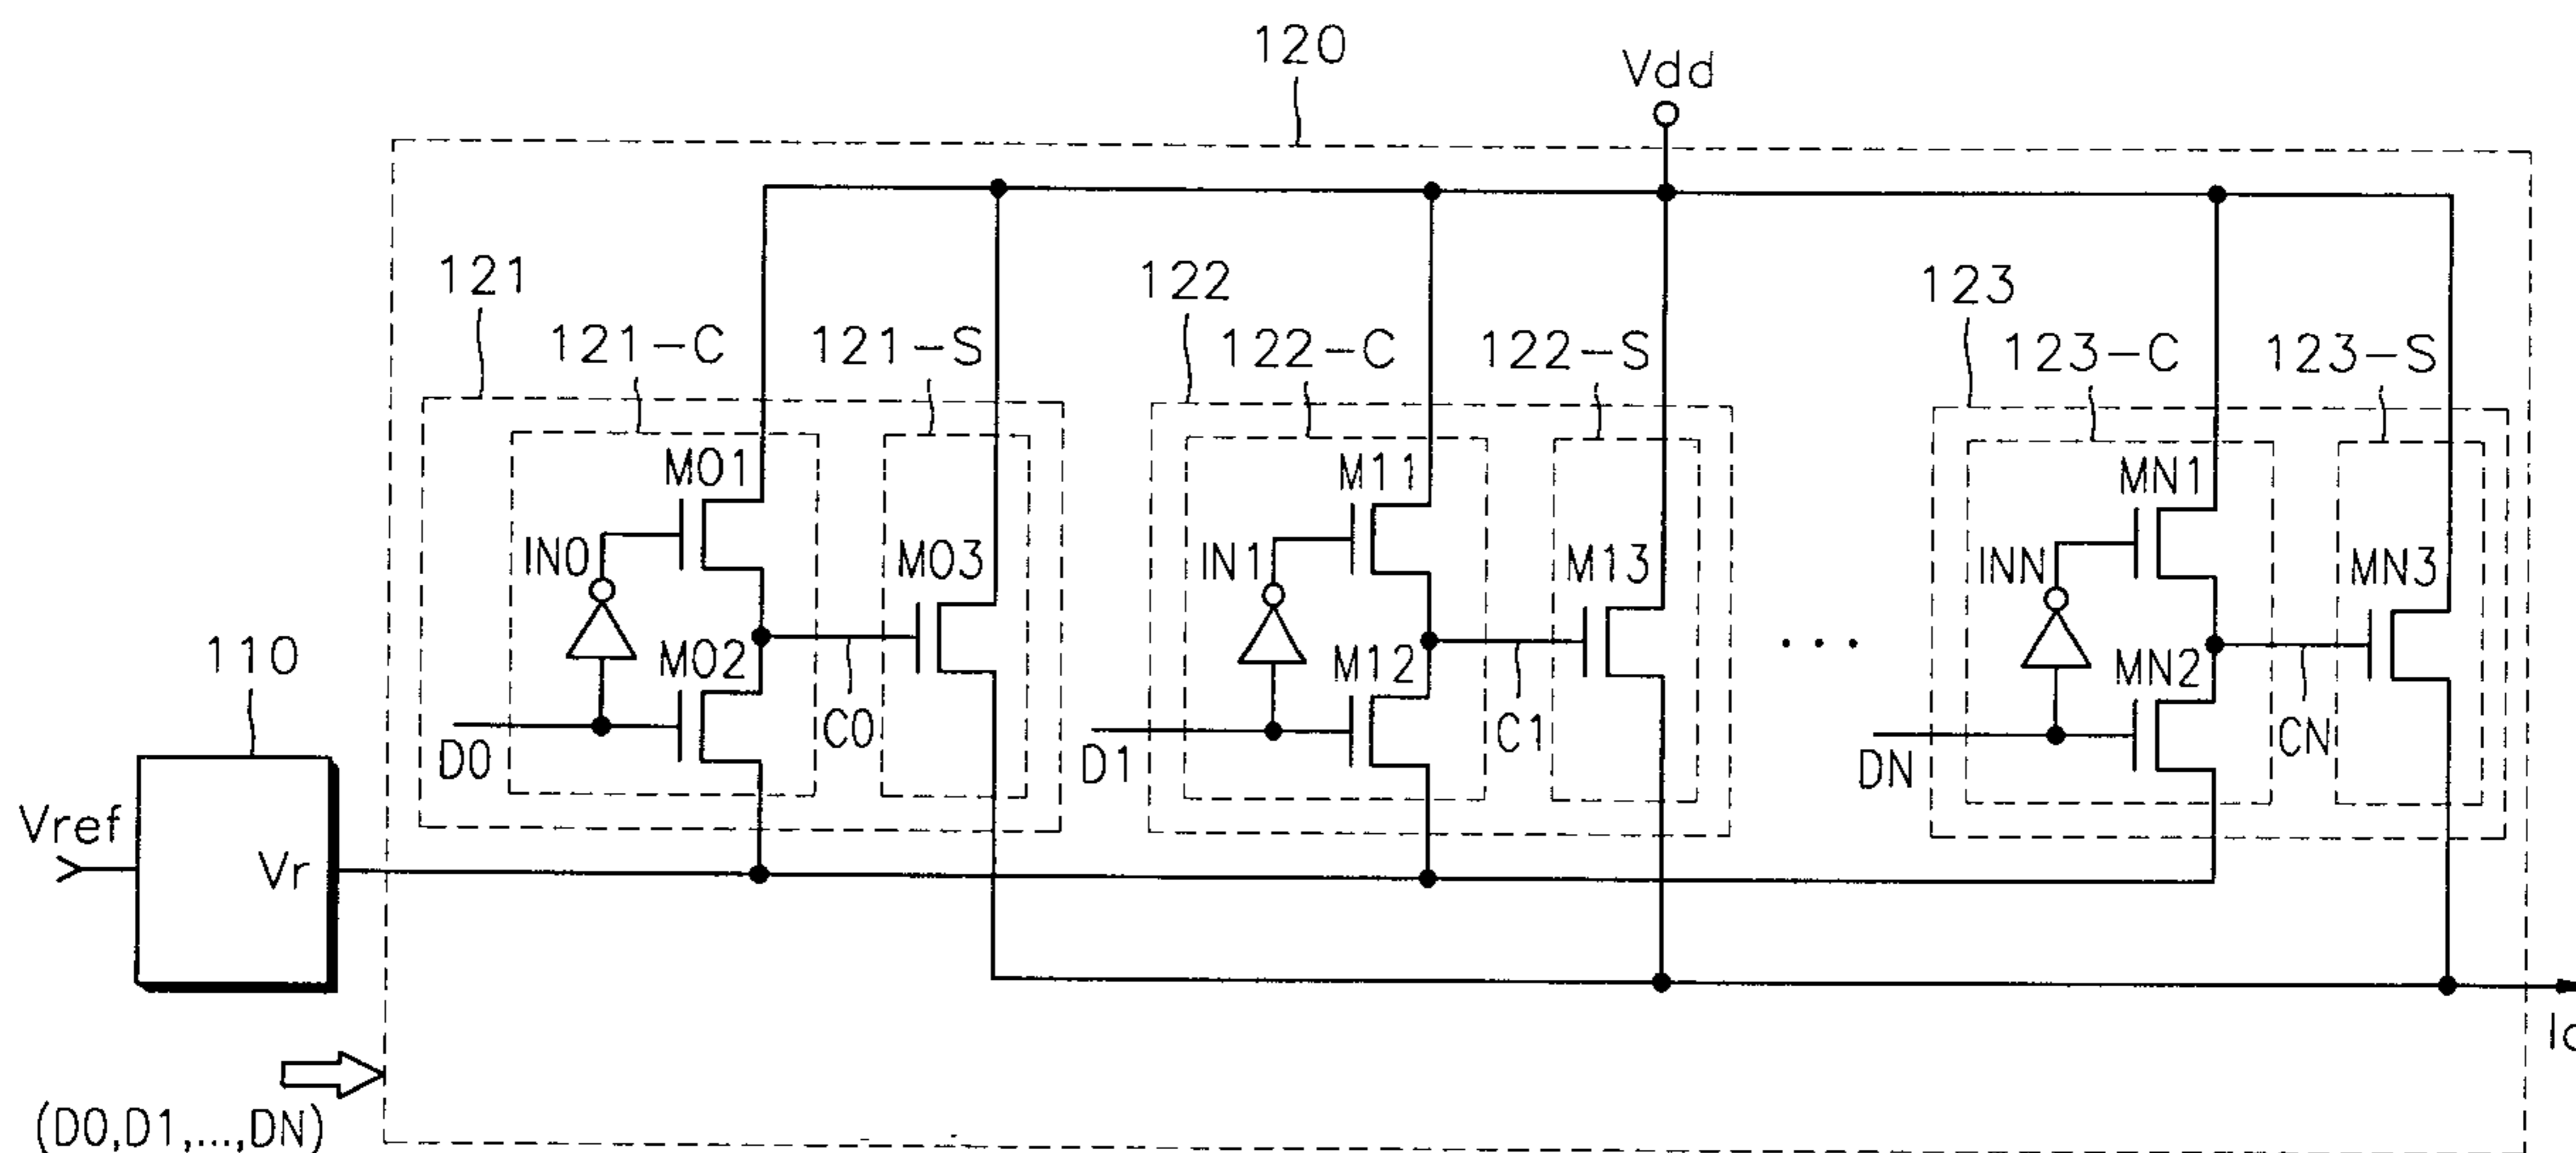 120
Vdd
121
122
123
121-C
121-S
122-C
122-S
123-C
123-S
M01
M11
MN1
IN0
M03
IN1
M13
INN
MN3
110
M02
M12
MN2
C0
C1
CN
D0
D1
DN
Vref
Vr
(D0,D1,...,DN)